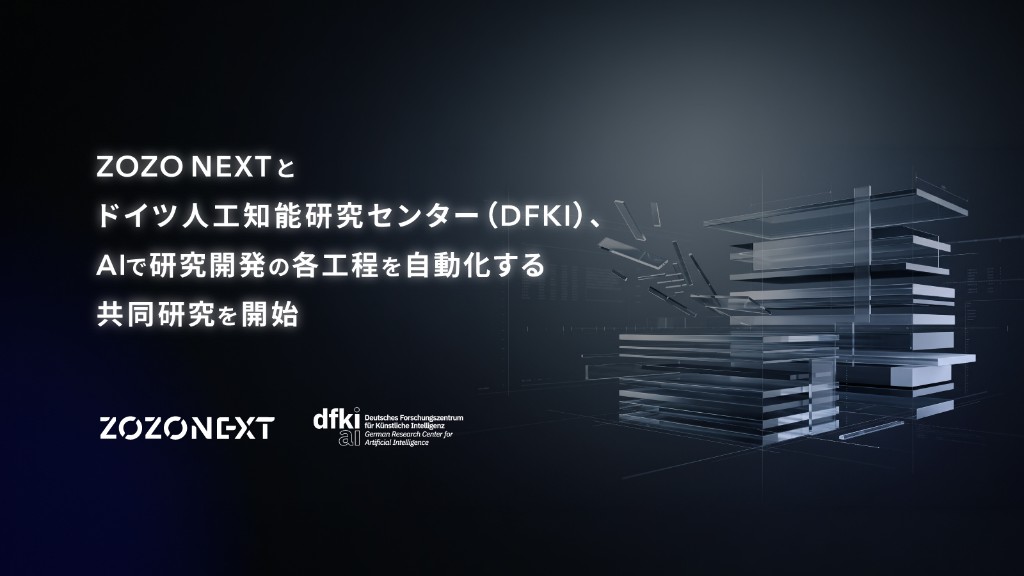 ZOZO NEXTと
ドイツ人工知能研究センター（DFKI）、
AIで研究開発の各工程を自動化する
共同研究を開始
ZOZONEXT
dfki
ai
Deutsches Forschungszentrum
für Künstliche Intelligenz
German Research Center for
Artificial Intelligence